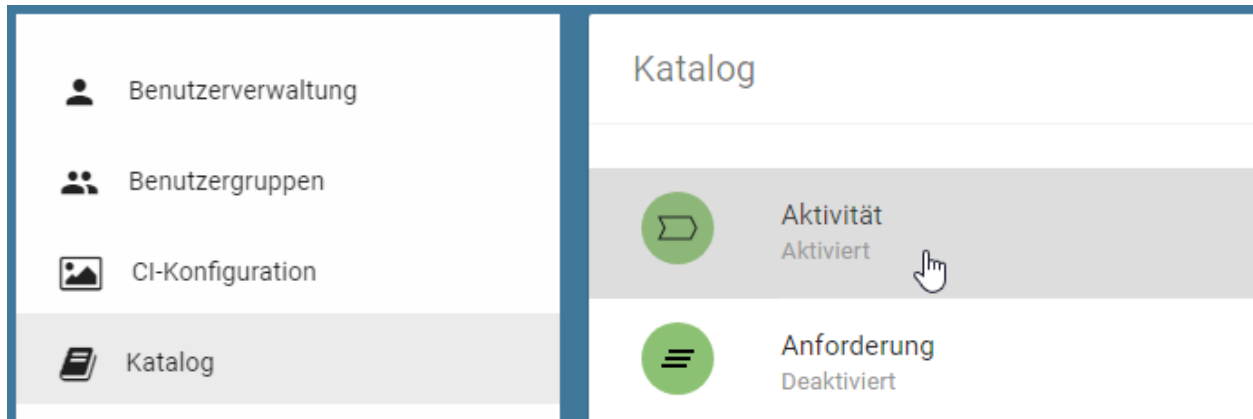 Benutzerverwaltung
Benutzergruppen
CI-Konfiguration
Katalog
Katalog
Aktivität
Aktiviert
Anforderung
Deaktiviert